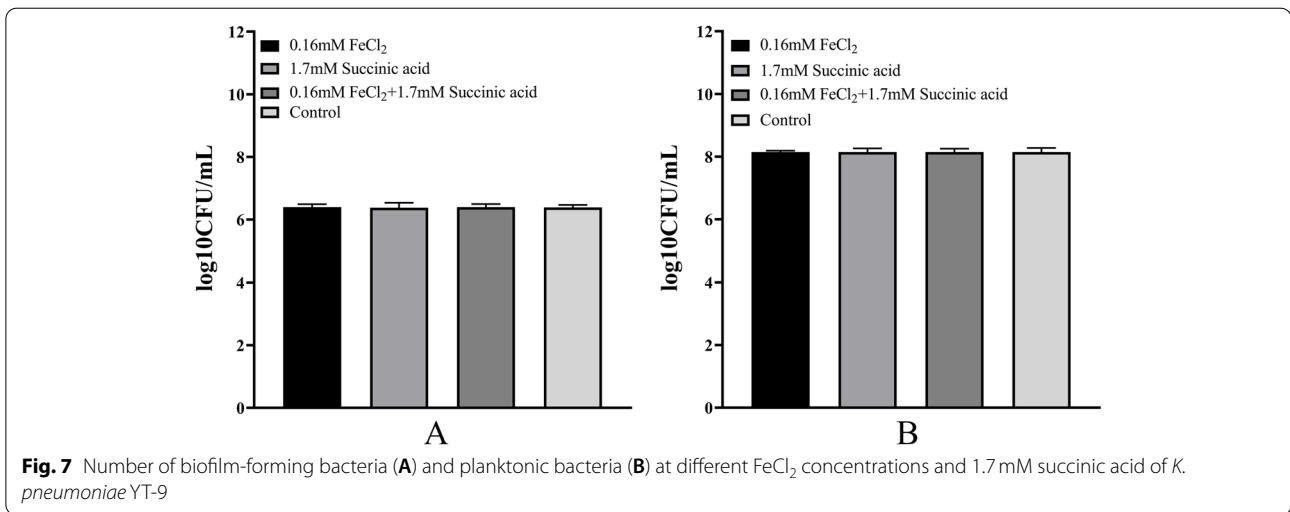 12
10
8
6
4
2
0
log10CFU/mL
0.16mM FeCl₂
1.7mM Succinic acid
0.16mM FeCl₂+1.7mM Succinic acid
Control
A
12
10
8
6
4
2
0
log10CFU/mL
0.16mM FeCl₂
1.7mM Succinic acid
0.16mM FeCl₂+1.7mM Succinic acid
Control
B
Fig. 7 Number of biofilm-forming bacteria (A) and planktonic bacteria (B) at different FeCl₂ concentrations and 1.7 mM succinic acid of K.
pneumoniae YT-9